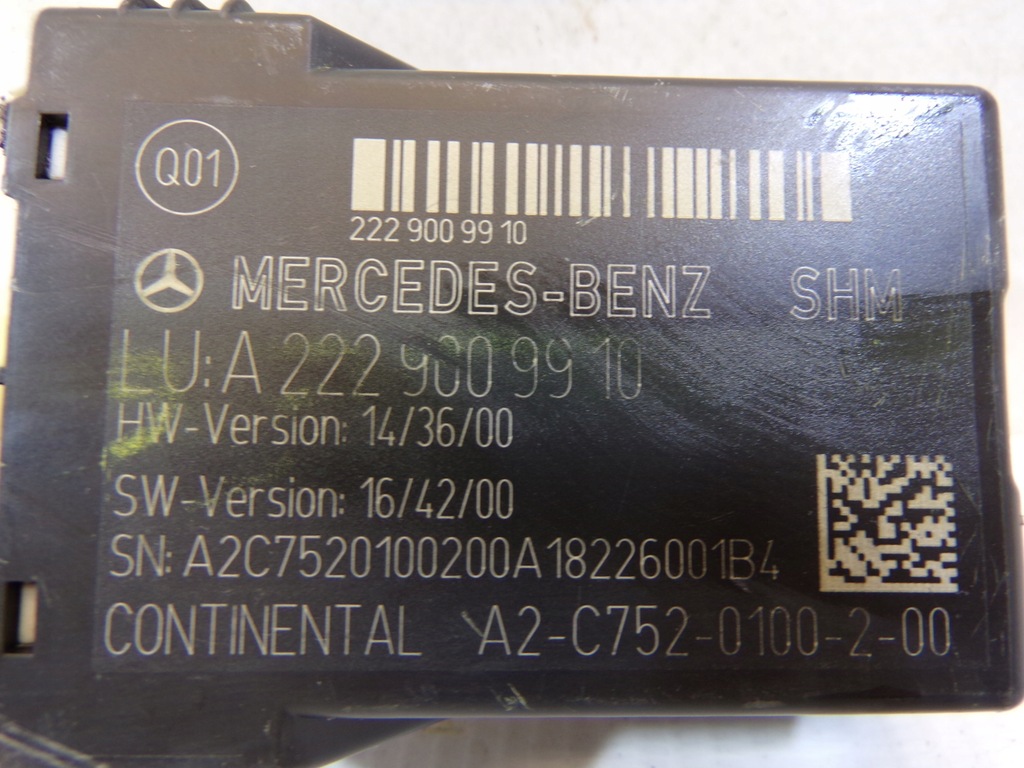 Q01
222 900 99 10
MERCEDES-BENZ SHM
LU: A 222 900 99 10
HW-Version: 14/36/00
SW-Version: 16/42/00
SN: A2C7520100200A18226001B4
CONTINENTAL A2-C752-0100-2-00